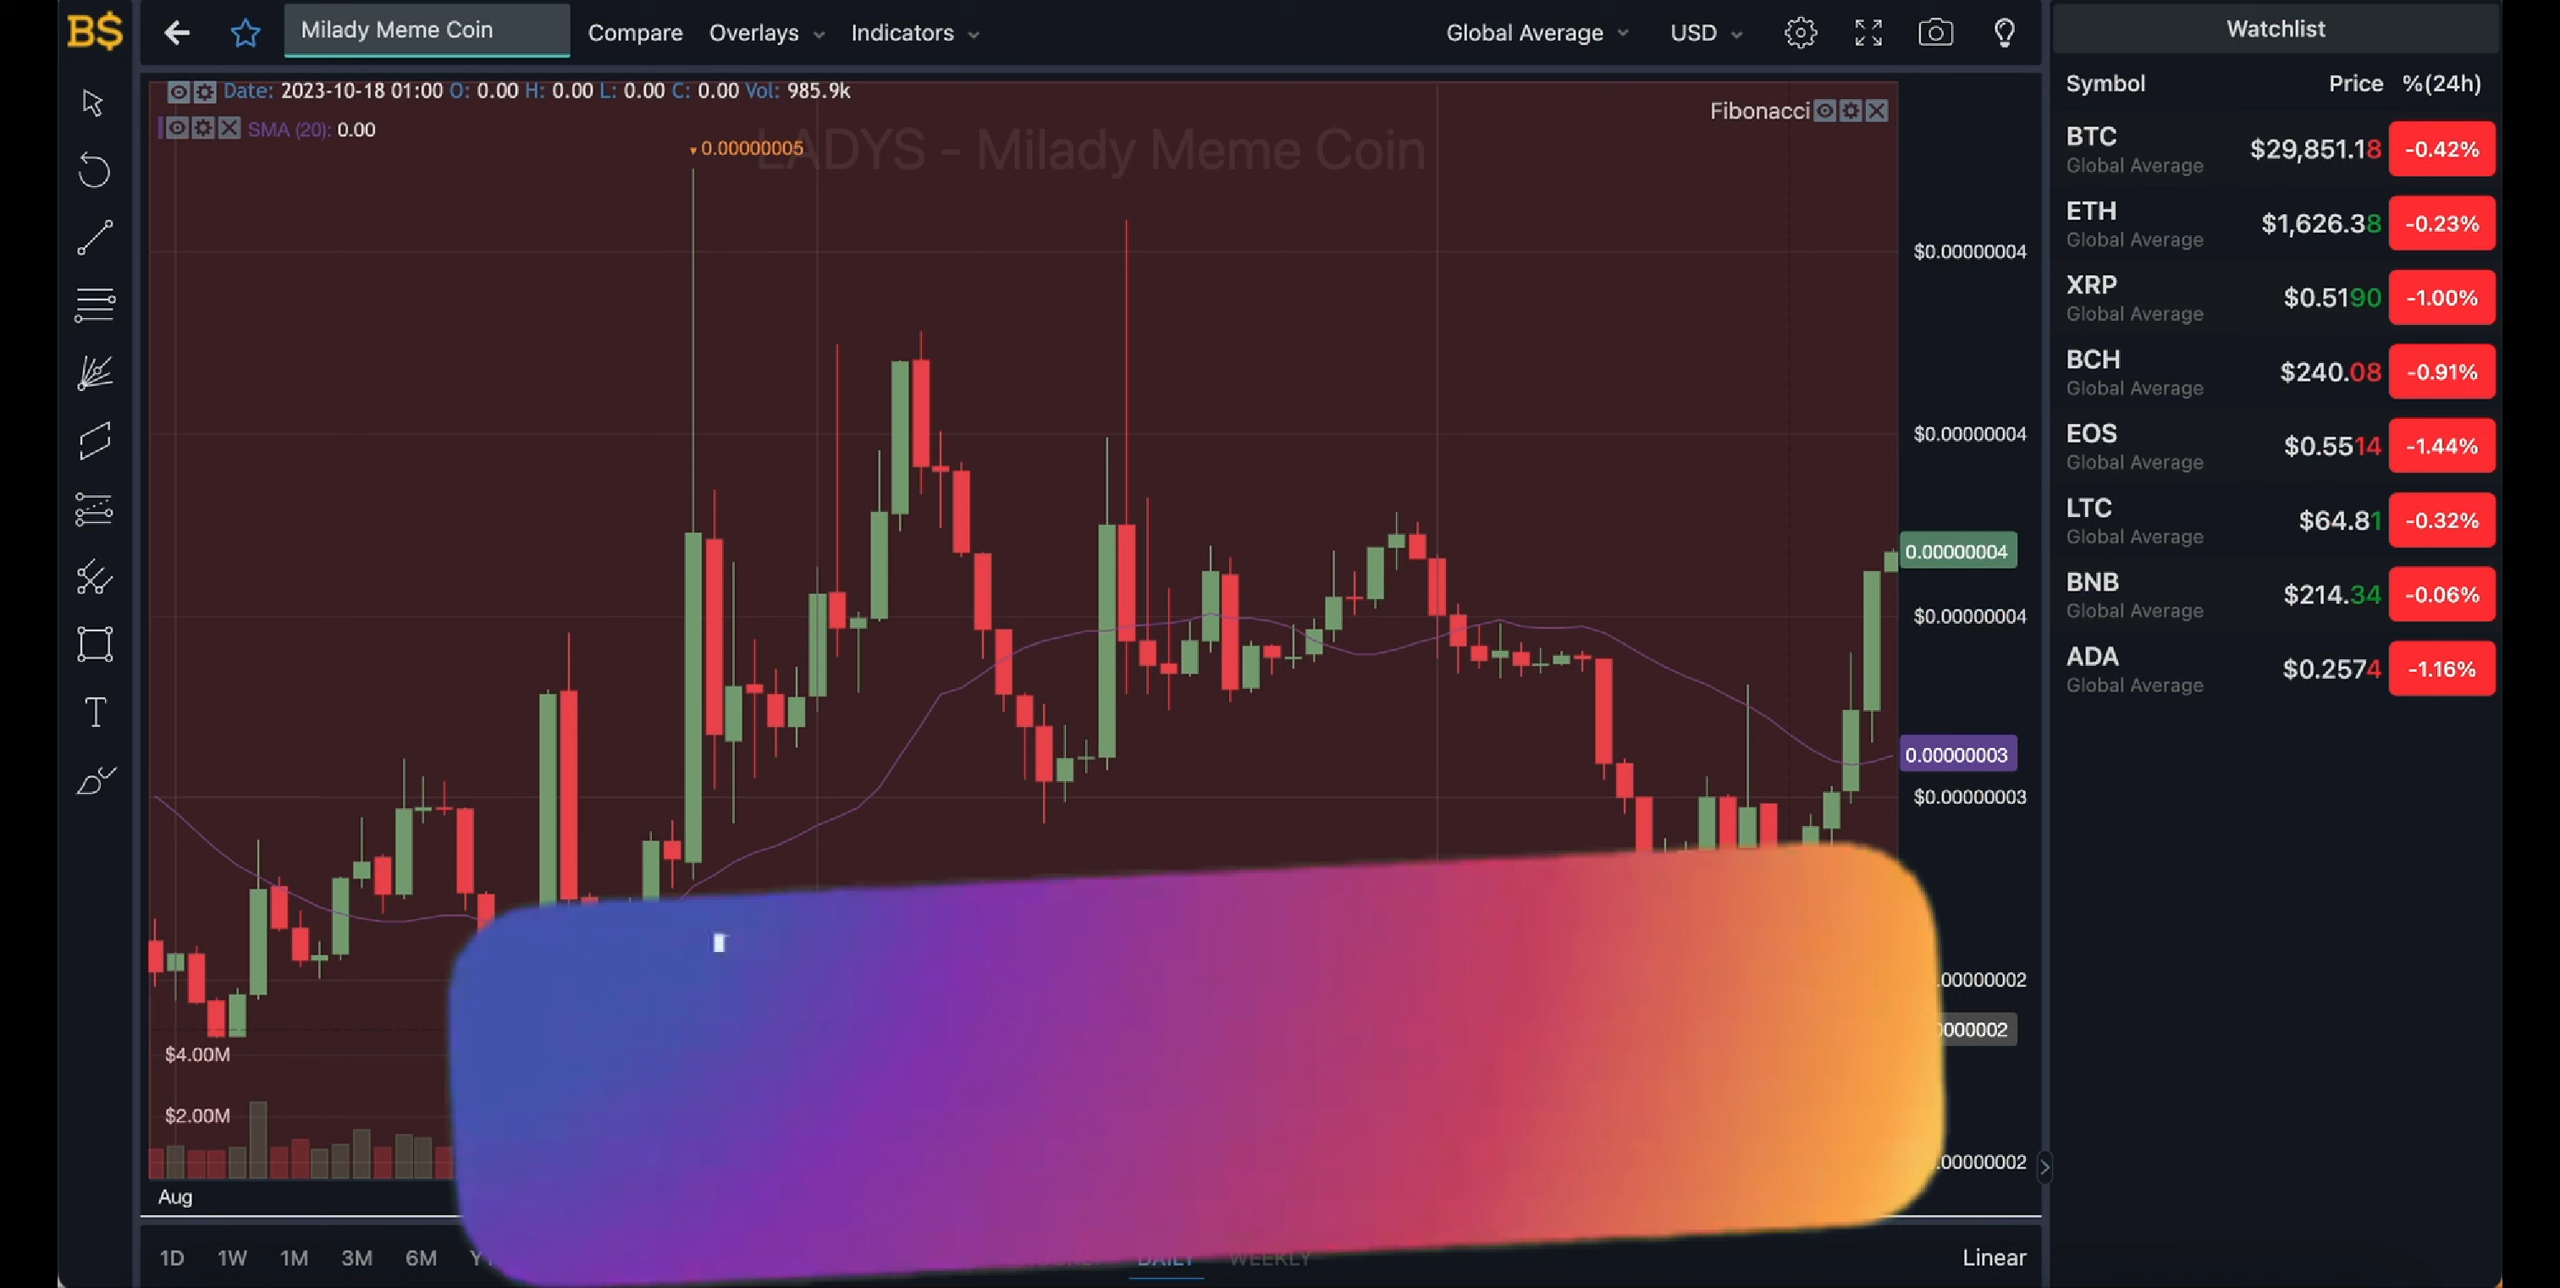 B$
Milady Meme Coin
Compare
Overlays
Indicators
Global Average
USD
Date: 2023-10-18 01:00 O: 0.00 H: 0.00 L: 0.00 C: 0.00 Vol: 985.9k
SMA (20): 0.00
Fibonacci
LADYS - Milady Meme Coin
0.00000005
$0.00000004
$0.00000004
0.00000004
$0.00000004
0.00000003
$0.00000003
.00000002
000002
.00000002
$4.00M
$2.00M
Aug
1D 1W 1M 3M 6M
DAILY WEEKLY
Linear
Watchlist
Symbol Price %(24h)
BTC $29,851.18 -0.42%
Global Average
ETH $1,626.38 -0.23%
Global Average
XRP $0.5190 -1.00%
Global Average
BCH $240.08 -0.91%
Global Average
EOS $0.5514 -1.44%
Global Average
LTC $64.81 -0.32%
Global Average
BNB $214.34 -0.06%
Global Average
ADA $0.2574 -1.16%
Global Average